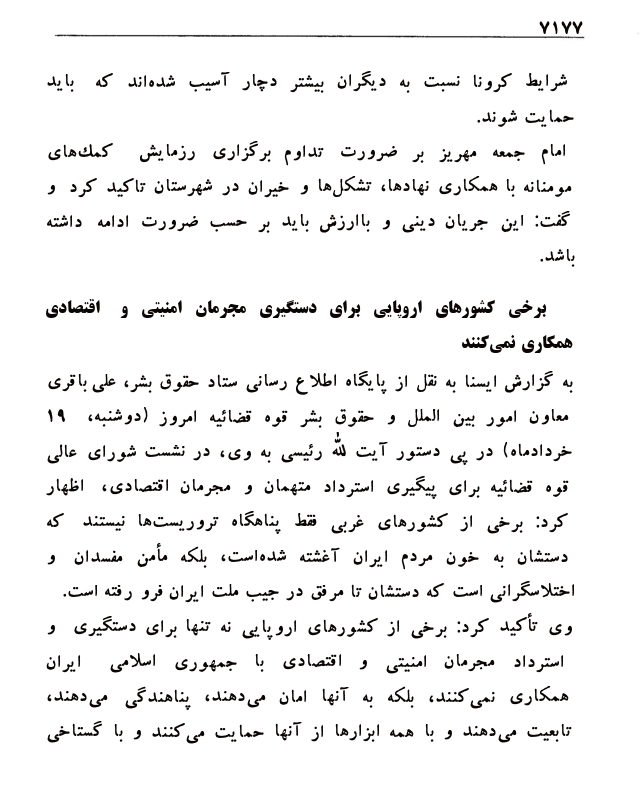 ۷۱۷۷
شرایط کرونا نسبت به دیگران بیشتر دچار آسیب شده‌اند که باید
حمایت شوند.
امام جمعه مهریز بر ضرورت تداوم برگزاری رزمایش کمك‌های
مومنانه با همکاری نهادها، تشکل‌ها و خیران در شهرستان تاکید کرد و
گفت: این جریان دینی و باارزش باید بر حسب ضرورت ادامه داشته
باشد.
برخی کشورهای اروپایی برای دستگیری مجرمان امنیتی و اقتصادی
همکاری نمی‌کنند
به گزارش ایسنا به نقل از پایگاه اطلاع رسانی ستاد حقوق بشر، علی باقری
معاون امور بین الملل و حقوق بشر قوه قضائیه امروز (دوشنبه، ۱۹
خردادماه) در پی دستور آیت لله رئیسی به وی، در نشست شورای عالی
قوه قضائیه برای پیگیری استرداد متهمان و مجرمان اقتصادی، اظهار
کرد: برخی از کشورهای غربی فقط پناهگاه تروریست‌ها نیستند که
دستشان به خون مردم ایران آغشته شده‌است، بلکه مأمن مفسدان و
اختلاسگرانی است که دستشان تا مرفق در جیب ملت ایران فرو رفته است.
وی تأکید کرد: برخی از کشورهای اروپایی نه تنها برای دستگیری و
استرداد مجرمان امنیتی و اقتصادی با جمهوری اسلامی ایران
همکاری نمی‌کنند، بلکه به آنها امان می‌دهند، پناهندگی می‌دهند،
تابعیت می‌دهند و با همه ابزارها از آنها حمایت می‌کنند و با گستاخی